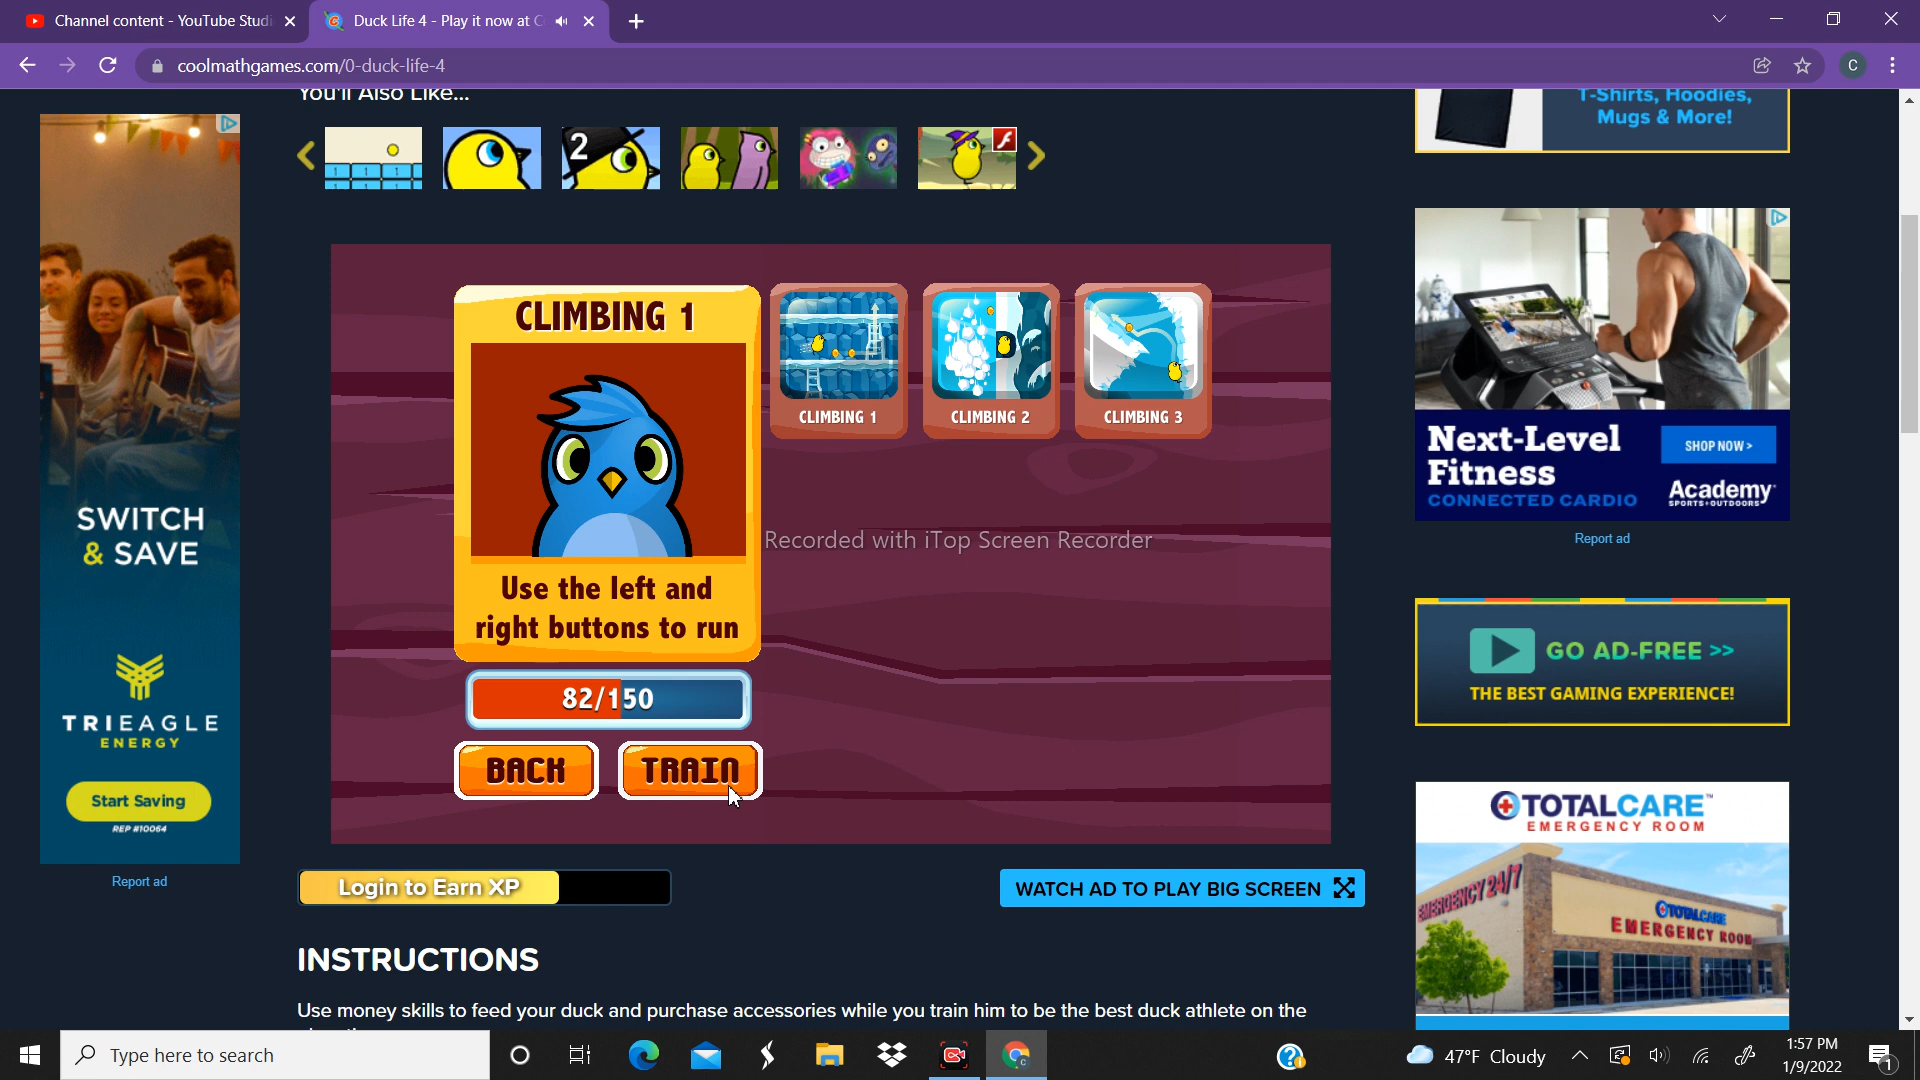 Channel content - YouTube Studi
Duck Life 4 - Play it now at C
coolmathgames.com/0-duck-life-4
C
You'll Also Like...
2
T-Shirts, Hoodies,
Mugs & More!
SWITCH
& SAVE
TRIEAGLE
ENERGY
Start Saving
REP #10064
Report ad
CLIMBING 1
Use the left and
right buttons to run
82/150
BACK
TRAIN
CLIMBING 1
CLIMBING 2
CLIMBING 3
Recorded with iTop Screen Recorder
Next-Level
Fitness
CONNECTED CARDIO
SHOP NOW >
Academy
SPORTS+OUTDOORS
Report ad
GO AD-FREE >>
THE BEST GAMING EXPERIENCE!
TOTALCARE™
EMERGENCY ROOM
EMERGENCY 24/7
TOTALCARE
EMERGENCY ROOM
Login to Earn XP
WATCH AD TO PLAY BIG SCREEN
INSTRUCTIONS
Use money skills to feed your duck and purchase accessories while you train him to be the best duck athlete on the
Type here to search
47°F Cloudy
1:57 PM
1/9/2022
1